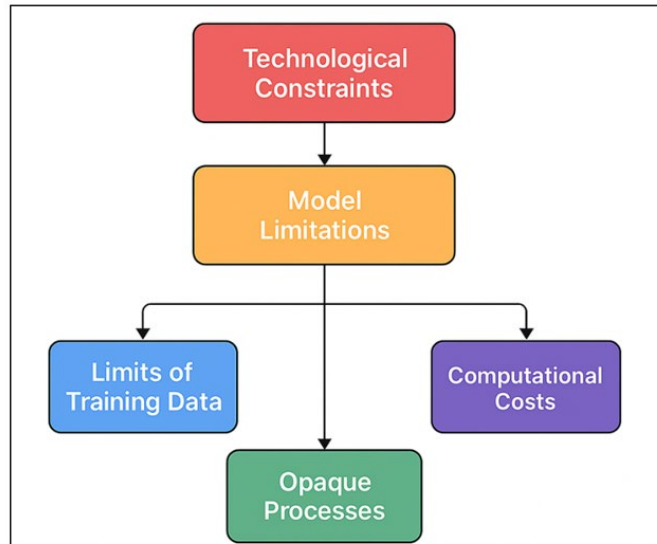 Technological
Constraints
Model
Limitations
Limits of
Training Data
Computational
Costs
Opaque
Processes